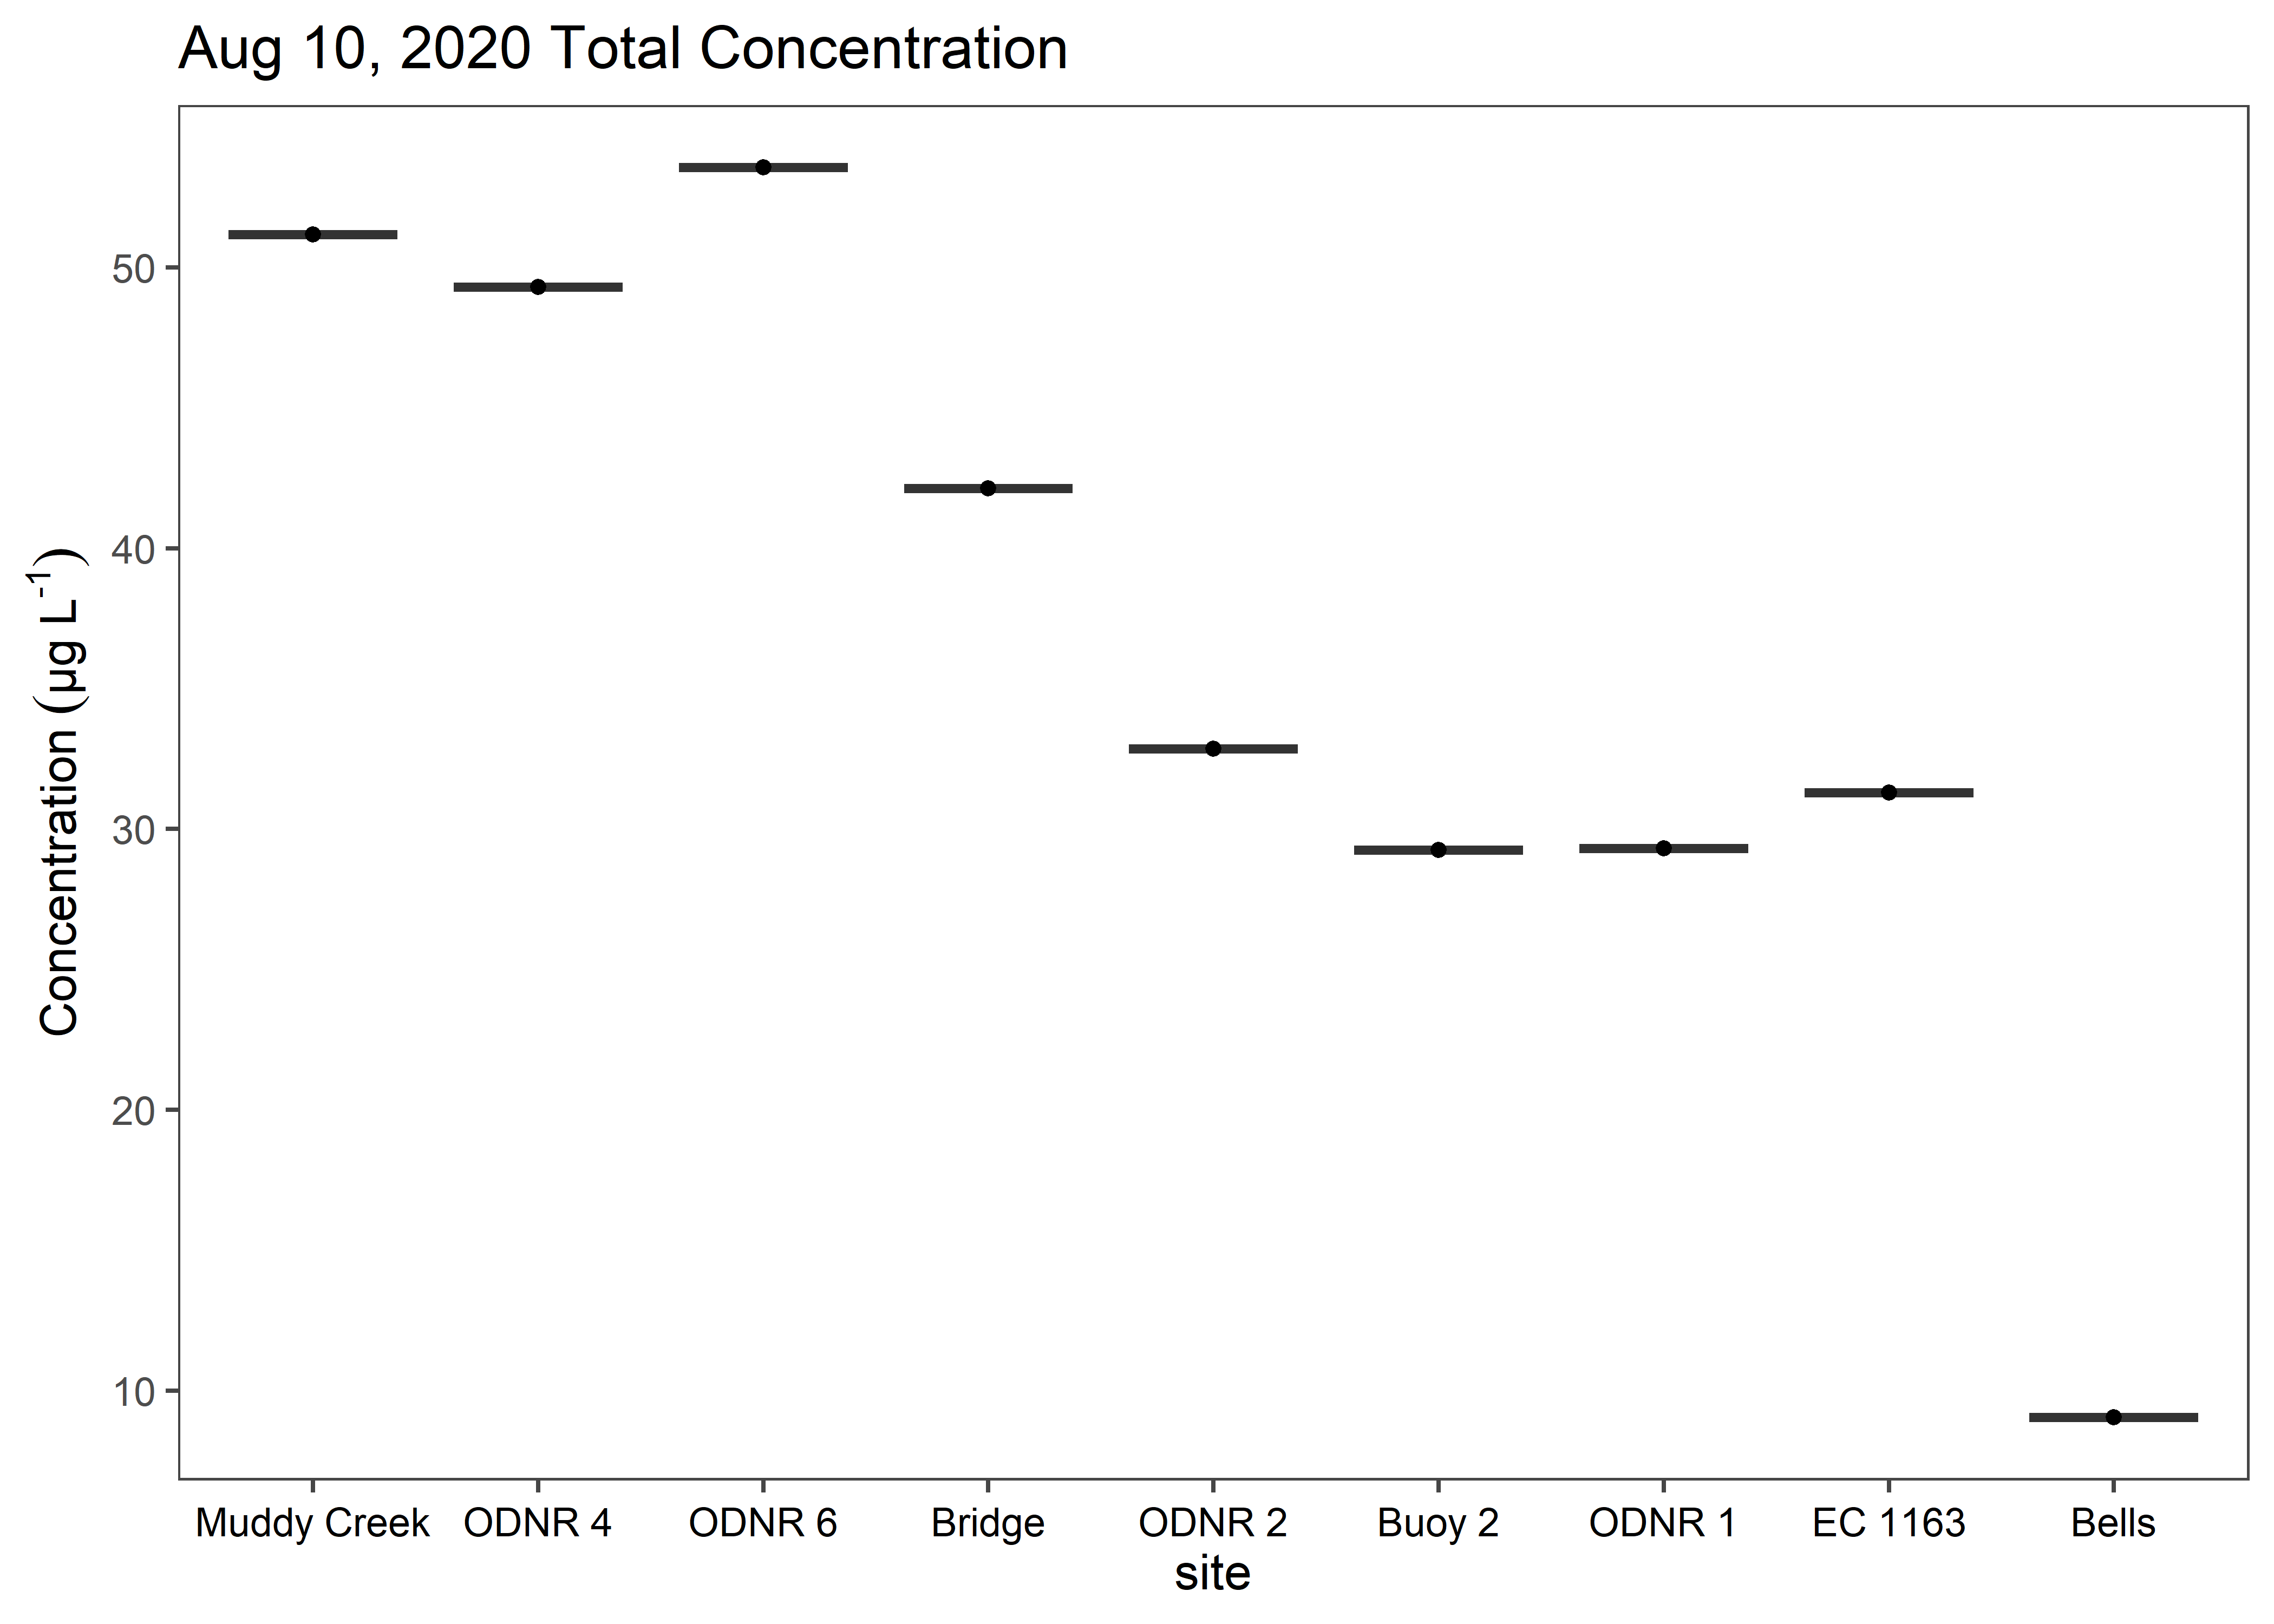 Aug 10, 2020 Total Concentration
Concentration (µg L⁻¹)
50
40
30
20
10
Muddy Creek ODNR 4 ODNR 6 Bridge ODNR 2 Buoy 2 ODNR 1 EC 1163 Bells
site